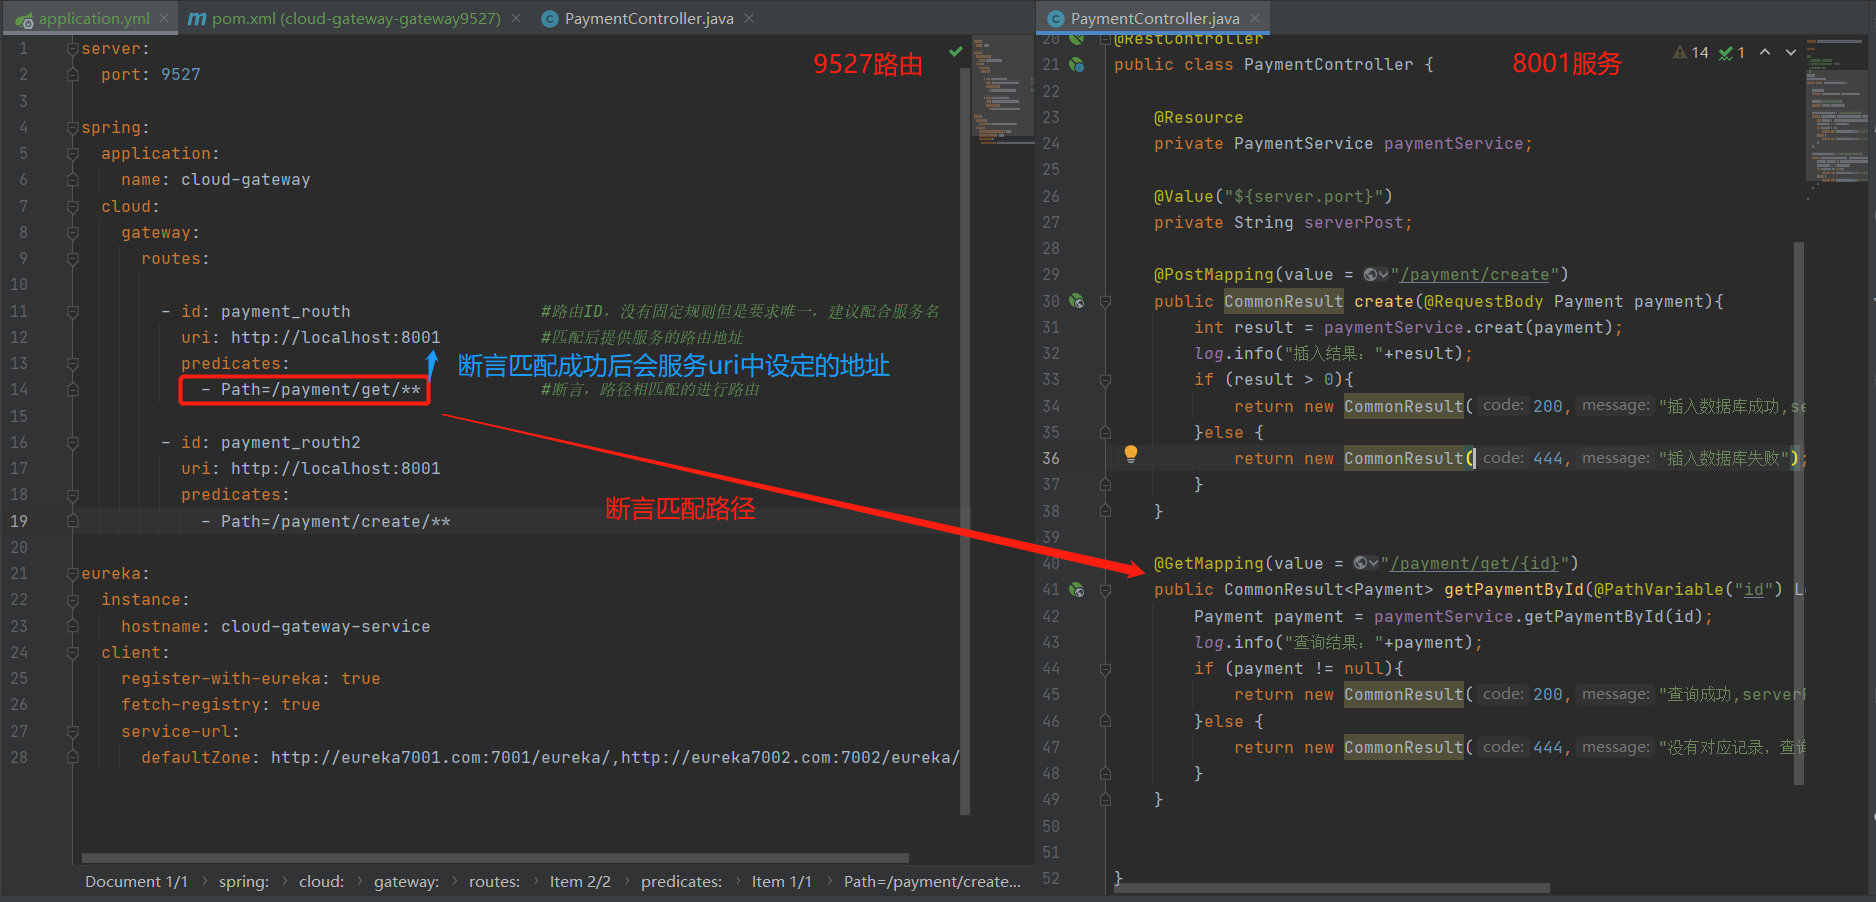 application.yml
pom.xml (cloud-gateway-gateway9527)
PaymentController.java
1 server:
2 port: 9527
3
4 spring:
5 application:
6 name: cloud-gateway
7 cloud:
8 gateway:
9 routes:
10
11 - id: payment_routh #路由ID，没有固定规则但是要求唯一，建议配合服务名
12 uri: http://localhost:8001 #匹配后提供服务的路由地址
13 predicates:
14 - Path=/payment/get/** #断言，路径相匹配的进行路由
15
16 - id: payment_routh2
17 uri: http://localhost:8001
18 predicates:
19 - Path=/payment/create/**
20
21 eureka:
22 instance:
23 hostname: cloud-gateway-service
24 client:
25 register-with-eureka: true
26 fetch-registry: true
27 service-url:
28 defaultZone: http://eureka7001.com:7001/eureka/,http://eureka7002.com:7002/eureka/
9527路由
断言匹配成功后会服务uri中设定的地址
断言匹配路径
Document 1/1 › spring: › cloud: › gateway: › routes: › Item 2/2 › predicates: › Item 1/1 › Path=/payment/create...
PaymentController.java
8001服务
14 1
20 @RestController
21 public class PaymentController {
22
23 @Resource
24 private PaymentService paymentService;
25
26 @Value("${server.port}")
27 private String serverPost;
28
29 @PostMapping(value = "/payment/create")
30 public CommonResult create(@RequestBody Payment payment){
31 int result = paymentService.creat(payment);
32 log.info("插入结果："+result);
33 if (result > 0){
34 return new CommonResult( code: 200, message: "插入数据库成功,se
35 }else {
36 return new CommonResult( code: 444, message: "插入数据库失败");
37 }
38 }
39
40 @GetMapping(value = "/payment/get/{id}")
41 public CommonResult<Payment> getPaymentById(@PathVariable("id") L
42 Payment payment = paymentService.getPaymentById(id);
43 log.info("查询结果："+payment);
44 if (payment != null){
45 return new CommonResult( code: 200, message: "查询成功,server
46 }else {
47 return new CommonResult( code: 444, message: "没有对应记录，查询
48 }
49 }
50
51
52 }